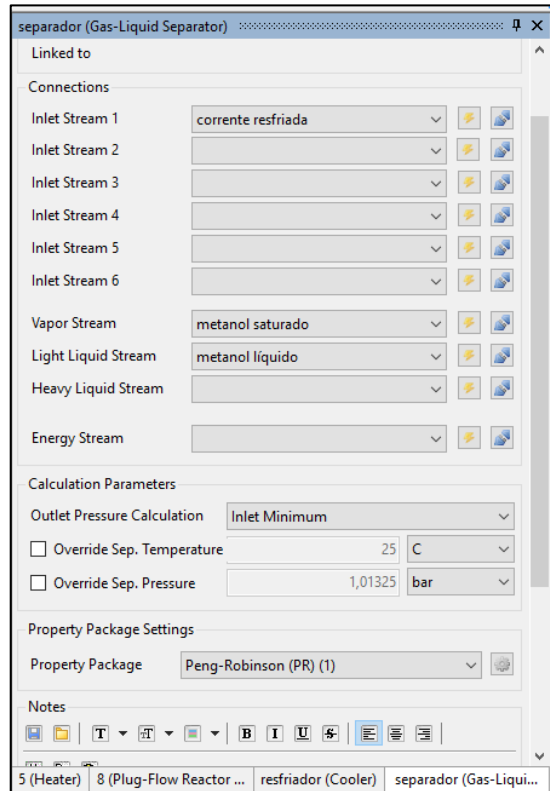 separador (Gas-Liquid Separator)
Linked to
Connections
Inlet Stream 1 corrente resfriada
Inlet Stream 2
Inlet Stream 3
Inlet Stream 4
Inlet Stream 5
Inlet Stream 6
Vapor Stream metanol saturado
Light Liquid Stream metanol líquido
Heavy Liquid Stream
Energy Stream
Calculation Parameters
Outlet Pressure Calculation Inlet Minimum
Override Sep. Temperature 25 C
Override Sep. Pressure 1,01325 bar
Property Package Settings
Property Package Peng-Robinson (PR) (1)
Notes
T T B I U S
5 (Heater) 8 (Plug-Flow Reactor ... resfriador (Cooler) separador (Gas-Liqui...